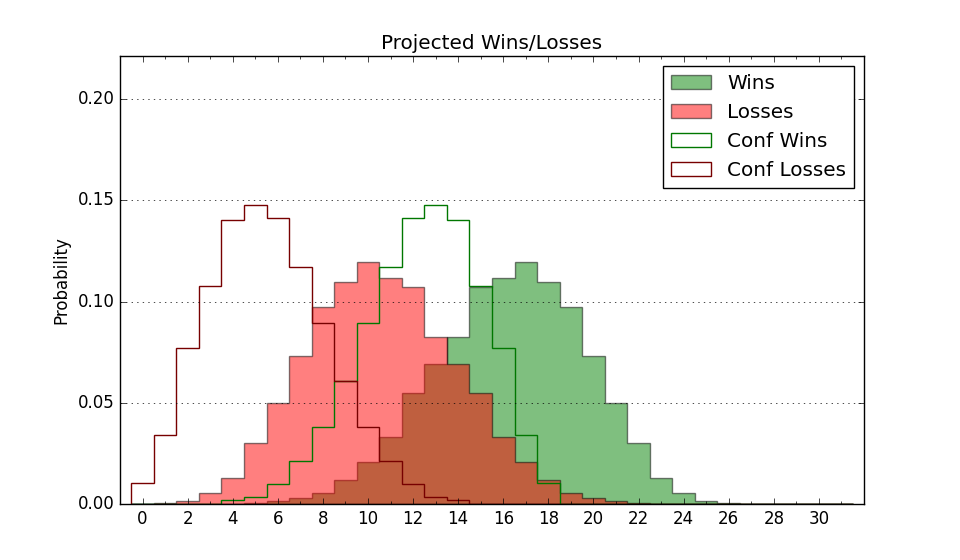 Projected Wins/Losses
0.20
0.15
0.10
0.05
0.00
Probability
Wins
Losses
Conf Wins
Conf Losses
0 2 4 6 8 10 12 14 16 18 20 22 24 26 28 30